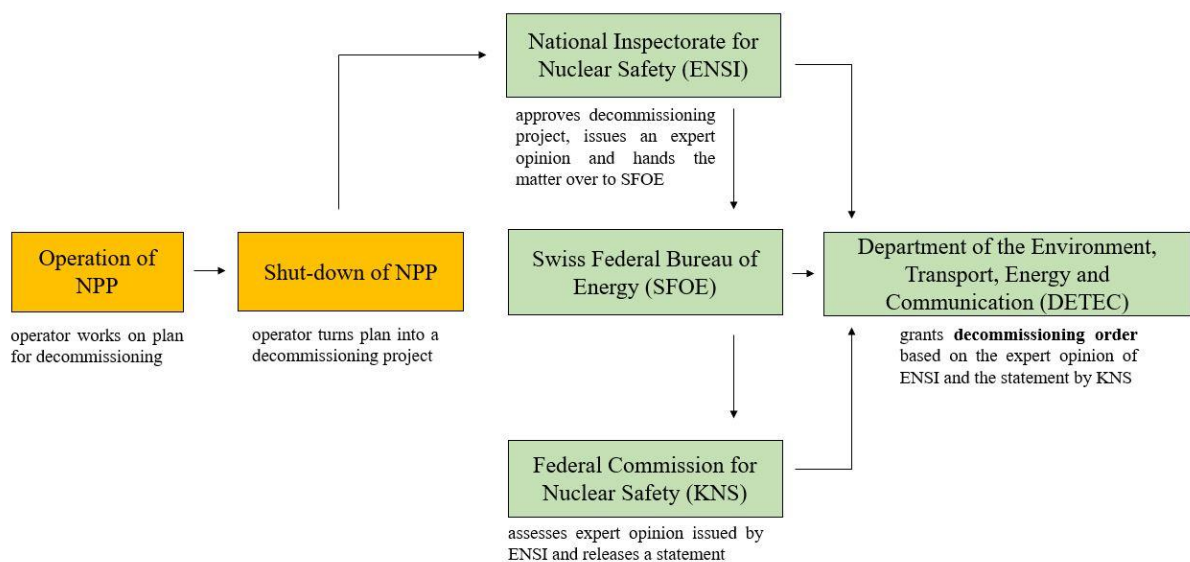 National Inspectorate for
Nuclear Safety (ENSI)
approves decommissioning
project, issues an expert
opinion and hands the
matter over to SFOE
Operation of
NPP
operator works on plan
for decommissioning
Shut-down of NPP
operator turns plan into a
decommissioning project
Swiss Federal Bureau of
Energy (SFOE)
Department of the Environment,
Transport, Energy and
Communication (DETEC)
grants decommissioning order
based on the expert opinion of
ENSI and the statement by KNS
Federal Commission for
Nuclear Safety (KNS)
assesses expert opinion issued by
ENSI and releases a statement